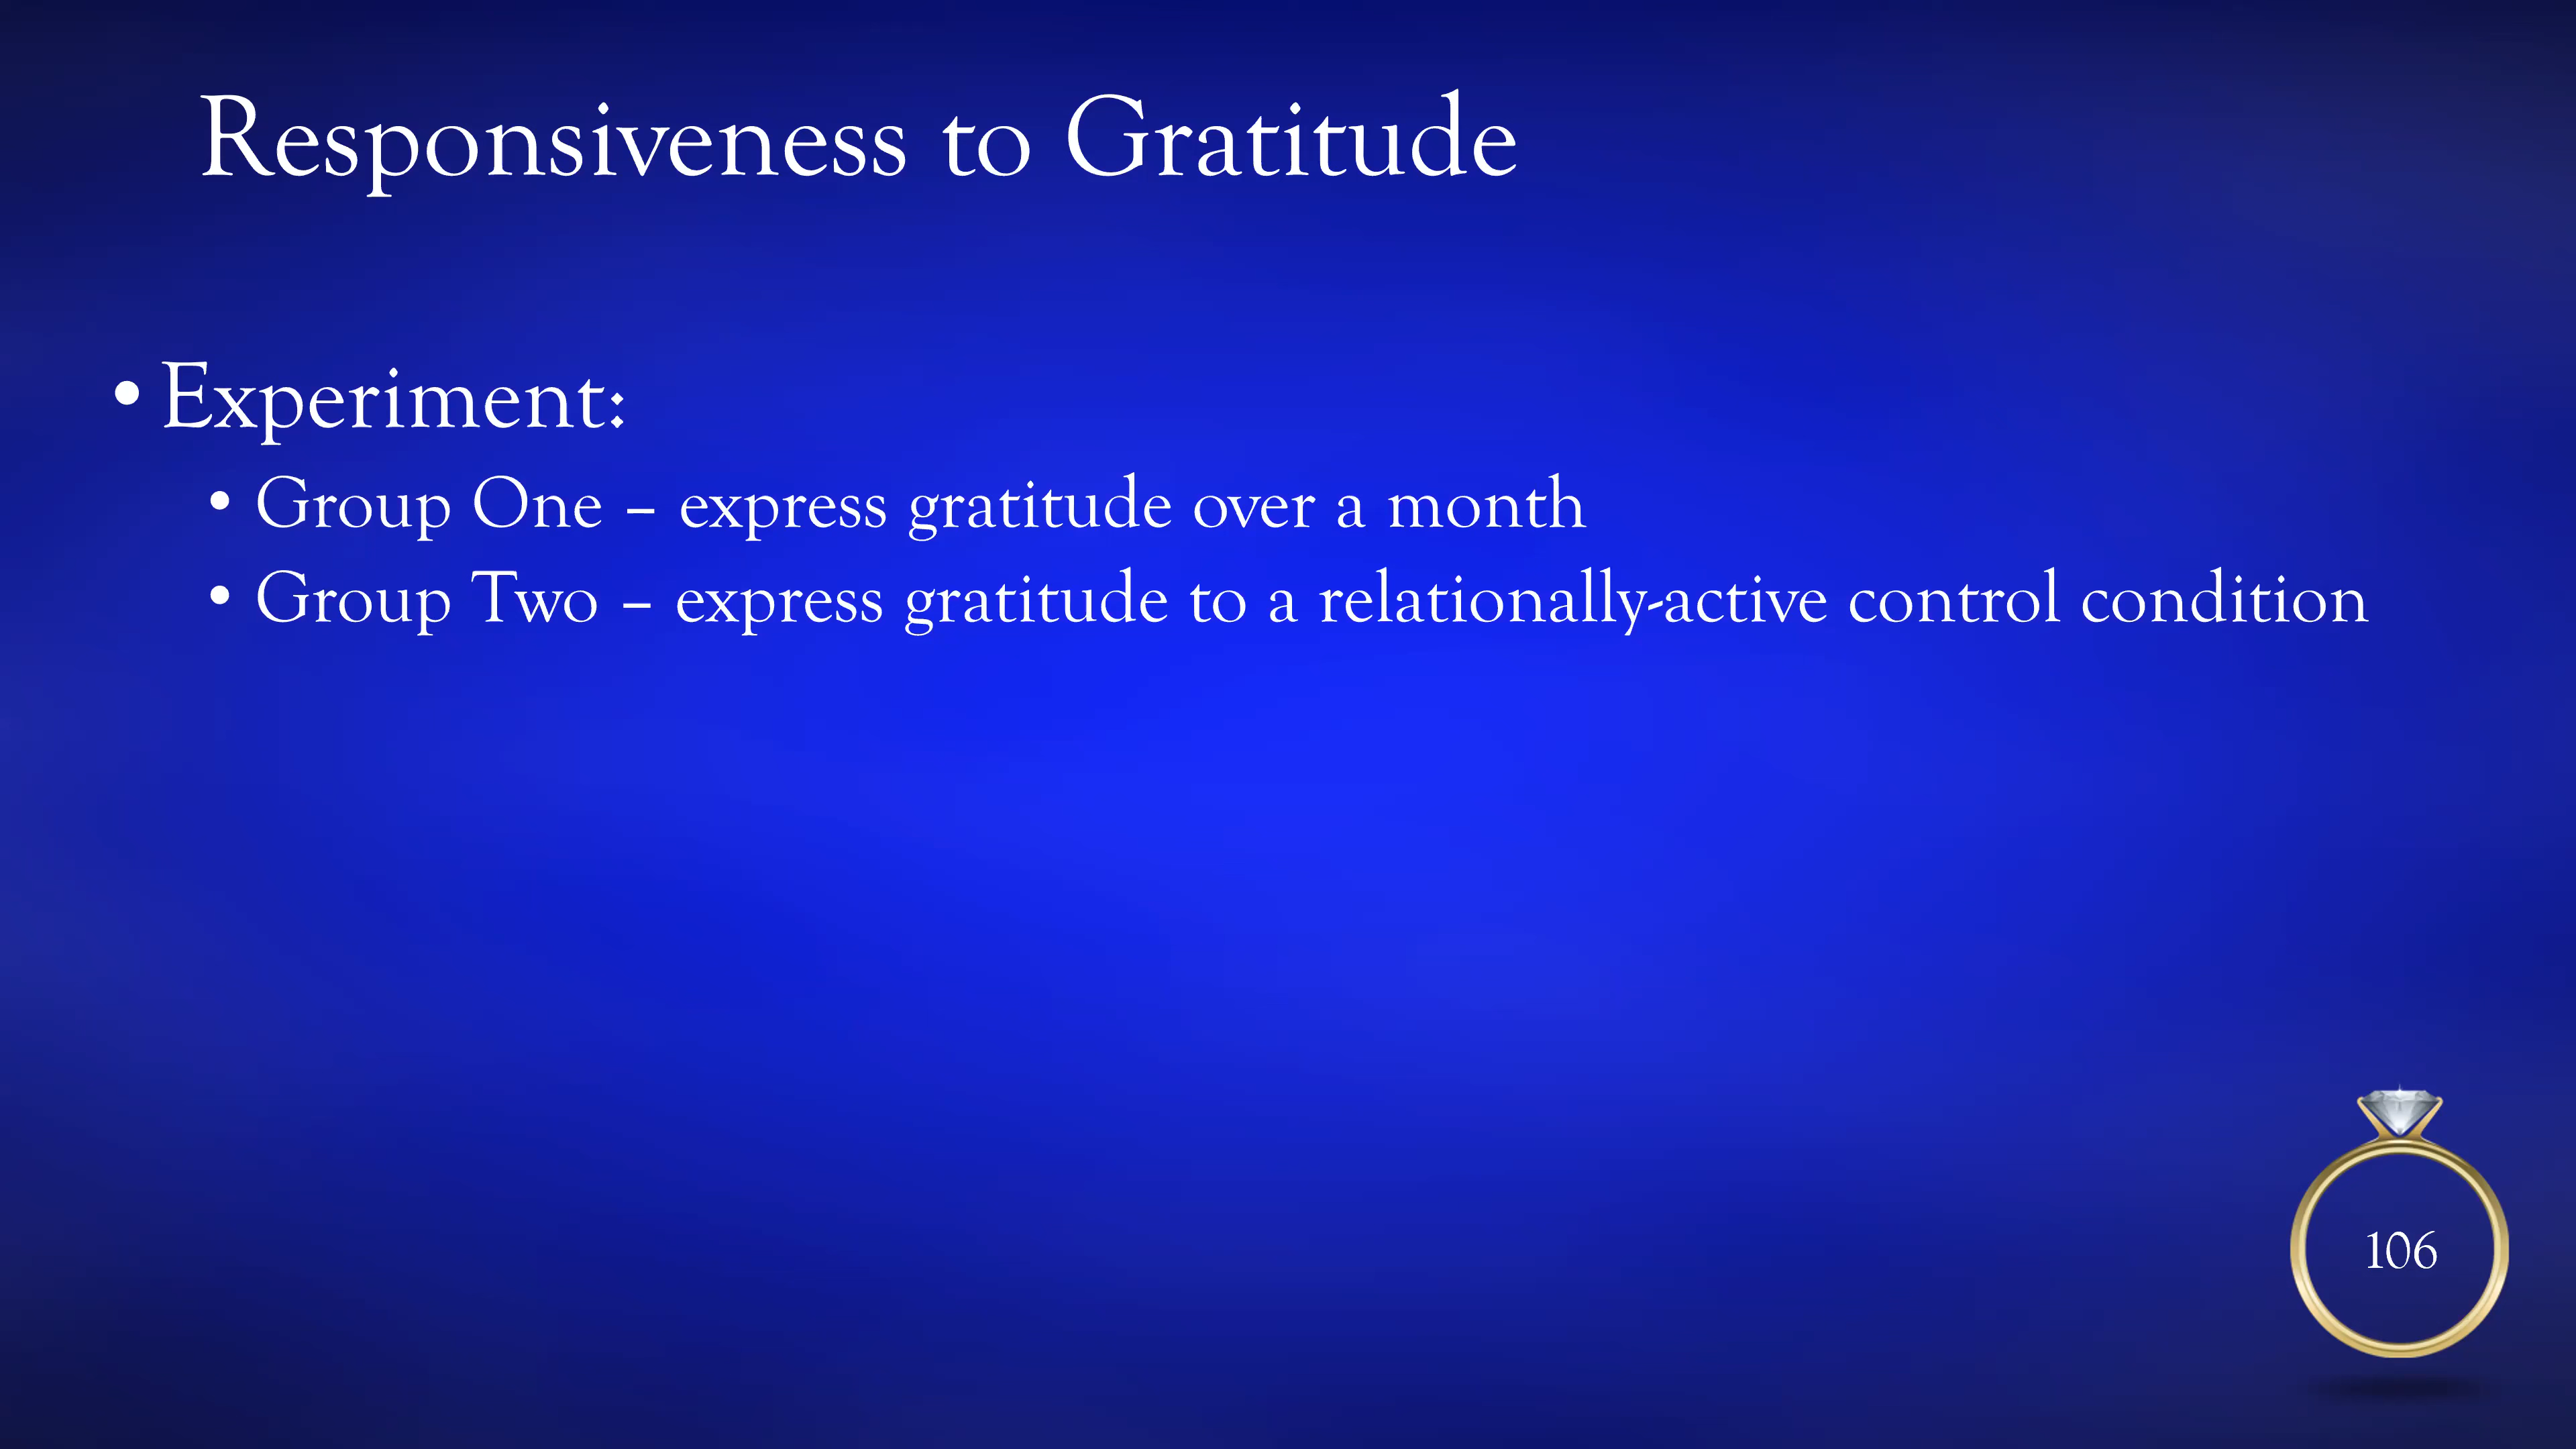 Responsiveness to Gratitude
• Experiment:
• Group One – express gratitude over a month
• Group Two – express gratitude to a relationally-active control condition
106